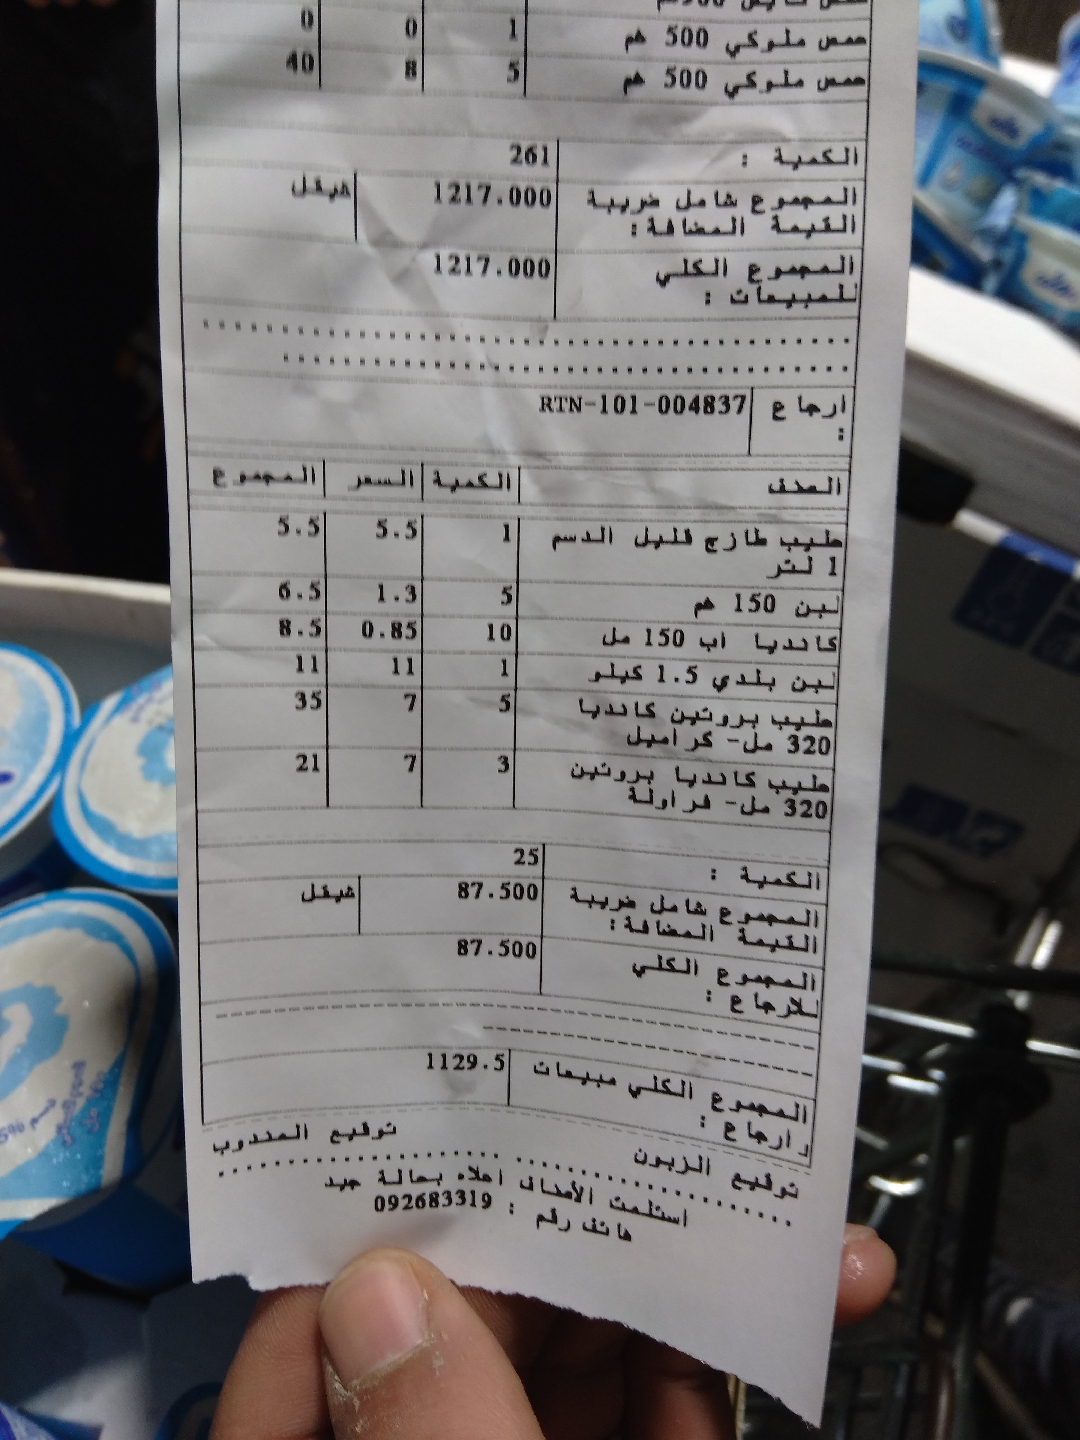 حمص ملوكي 500 غم 1 0 0
حمص ملوكي 500 غم 5 8 40
الكمية : 261
المجموع شامل ضريبة 1217.000 شيقل
القيمة المضافة:
المجموع الكلي 1217.000
للمبيعات :
ارجاع RTN-101-004837
:
الصنف الكمية السعر المجموع
حليب طازج قليل الدسم 1 5.5 5.5
1 لتر
لبن 150 غم 5 1.3 6.5
كانديا اب 150 مل 10 0.85 8.5
لبن بلدي 1.5 كيلو 1 11 11
حليب بروتين كانديا 5 7 35
320 مل- كراميل
حليب كانديا بروتين 3 7 21
320 مل- فراولة
الكمية : 25
المجموع شامل ضريبة 87.500 شيقل
القيمة المضافة:
المجموع الكلي 87.500
للارجاع :
المجموع الكلي مبيعات 1129.5
و ارجاع :
توقيع الزبون توقيع المندوب
استلمت الأصناف اعلاه بحالة جيد
هاتف رقم : 092683319